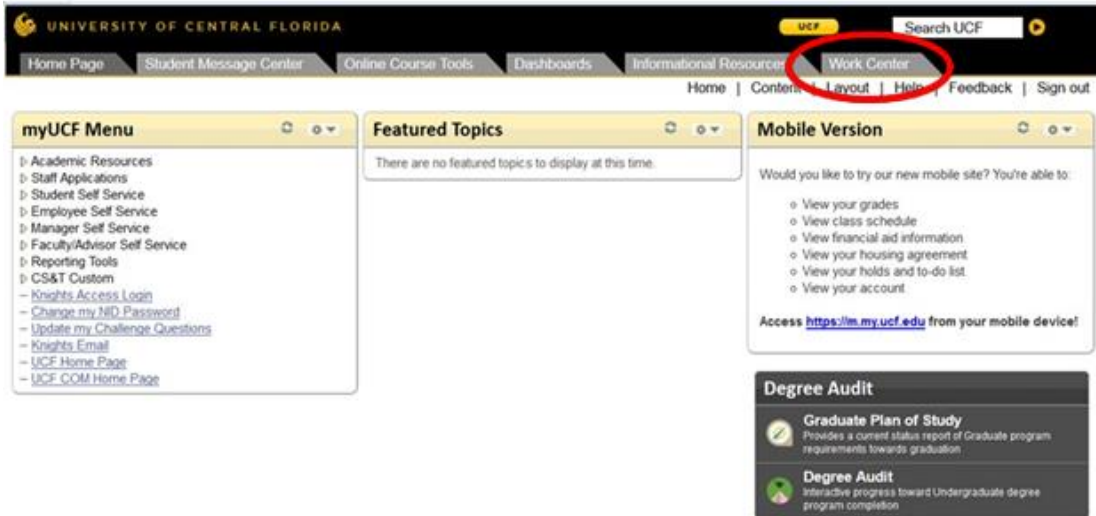 UNIVERSITY OF CENTRAL FLORIDA
UCF
Search UCF
Home Page
Student Message Center
Online Course Tools
Dashboards
Informational Resources
Work Center
Home | Content | Layout | Help | Feedback | Sign out
myUCF Menu
Academic Resources
Staff Applications
Student Self Service
Employee Self Service
Manager Self Service
Faculty/Advisor Self Service
Reporting Tools
CS&T Custom
– Knights Access Login
– Change my NID Password
– Update my Challenge Questions
– Knights Email
– UCF Home Page
– UCF COM Home Page
Featured Topics
There are no featured topics to display at this time.
Mobile Version
Would you like to try our new mobile site? You're able to:
View your grades
View class schedule
View financial aid information
View your housing agreement
View your holds and to-do list
View your account
Access https://m.my.ucf.edu from your mobile device!
Degree Audit
Graduate Plan of Study
Provides a current status report of Graduate program
requirements towards graduation
Degree Audit
Interactive progress toward Undergraduate degree
program completion